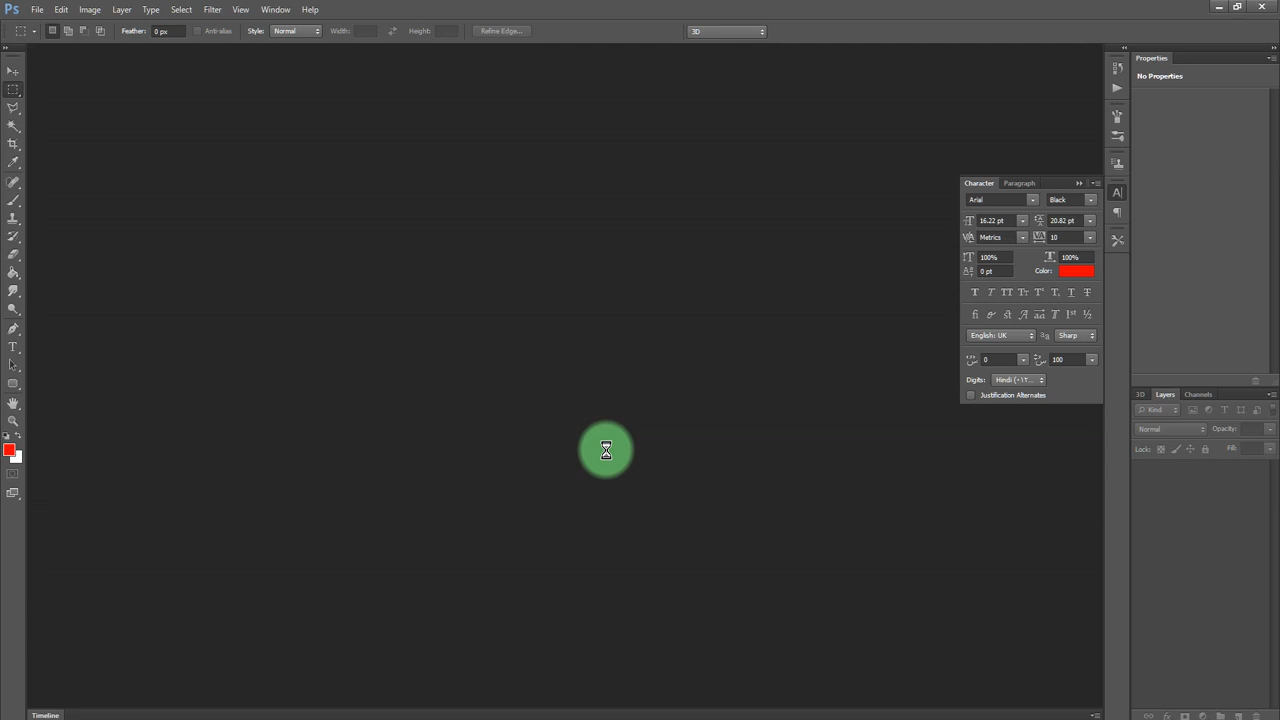 Ps File Edit Image Layer Type Select Filter View Window Help
Feather: 0 px Anti-alias Style: Normal Width: Height: Refine Edge... 3D
Properties
No Properties
Character Paragraph
Arial Black
16.22 pt 20.82 pt
Metrics 10
100% 100%
0 pt Color:
English: UK Sharp
0 100
Digits: Hindi (٠١٢...
Justification Alternates
3D Layers Channels
Kind
Normal Opacity:
Lock: Fill:
Timeline